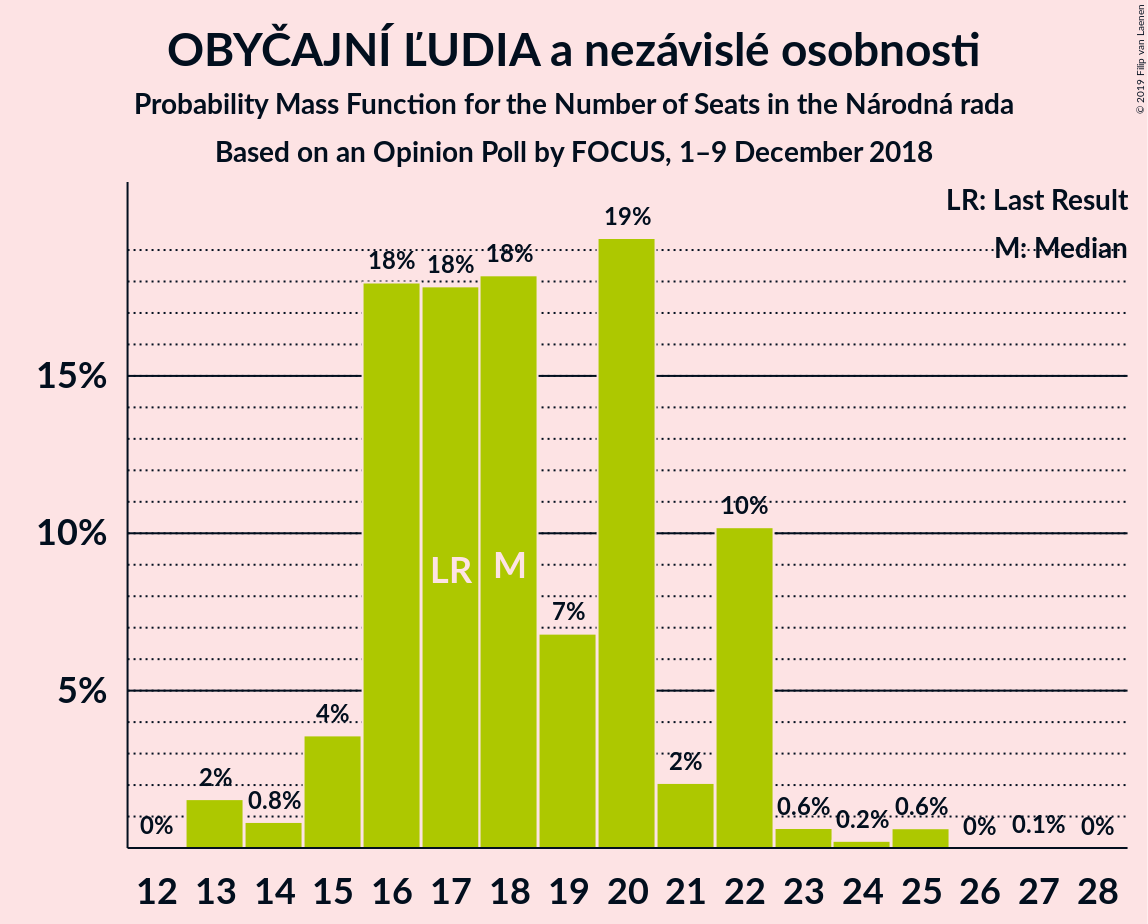 OBYČAJNÍ ĽUDIA a nezávislé osobnosti
Probability Mass Function for the Number of Seats in the Národná rada
Based on an Opinion Poll by FOCUS, 1–9 December 2018
© 2019 Filip van Laenen
LR: Last Result
M: Median
15%
10%
5%
0%
2%
0.8%
4%
18%
18%
18%
7%
19%
2%
10%
0.6%
0.2%
0.6%
0%
0.1%
0%
LR
M
12 13 14 15 16 17 18 19 20 21 22 23 24 25 26 27 28